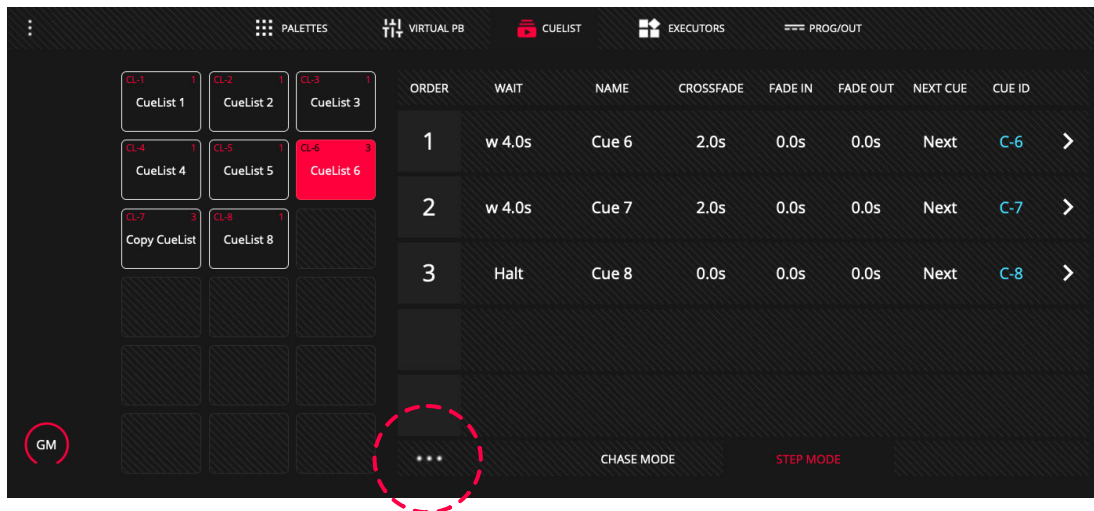 PALETTES VIRTUAL PB CUELIST EXECUTORS PROG/OUT
CL-1 1 CL-2 1 CL-3 1
CueList 1 CueList 2 CueList 3
CL-4 1 CL-5 1 CL-6 3
CueList 4 CueList 5 CueList 6
CL-7 3 CL-8 1
Copy CueList CueList 8
ORDER WAIT NAME CROSSFADE FADE IN FADE OUT NEXT CUE CUE ID
1 w 4.0s Cue 6 2.0s 0.0s 0.0s Next C-6
2 w 4.0s Cue 7 2.0s 0.0s 0.0s Next C-7
3 Halt Cue 8 0.0s 0.0s 0.0s Next C-8
GM
CHASE MODE STEP MODE